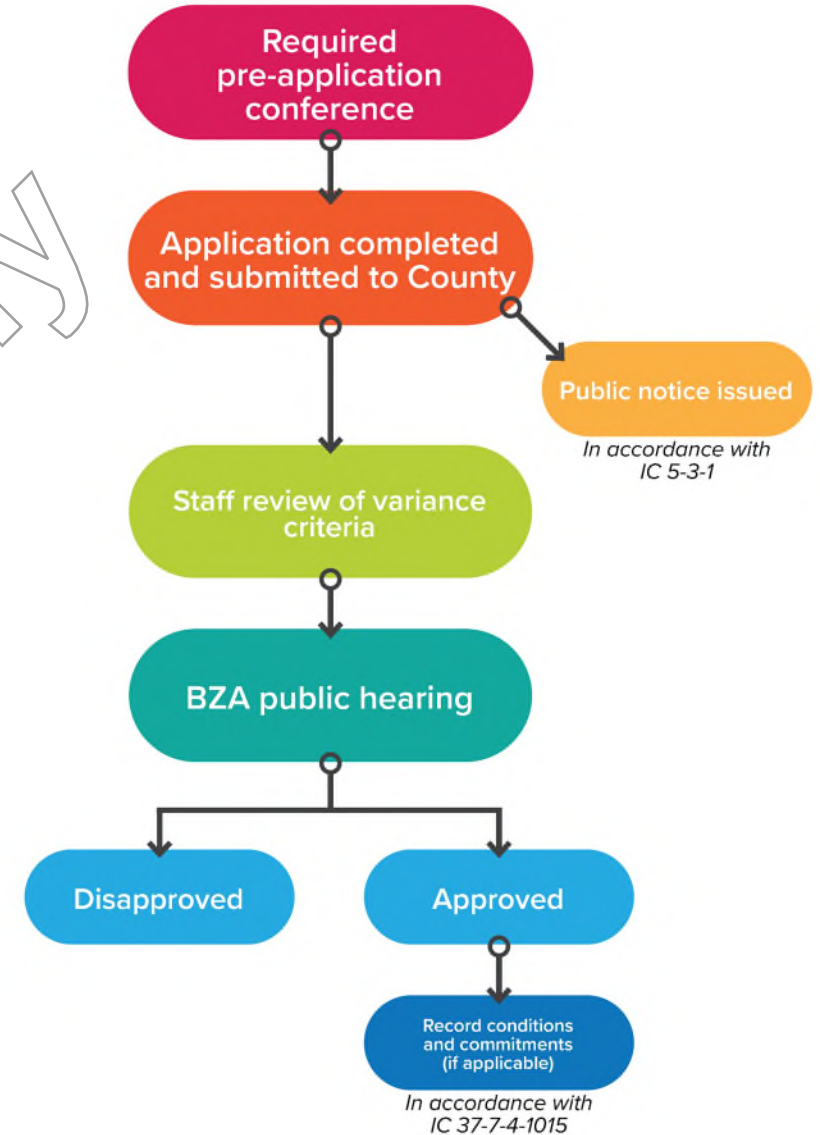 Required
pre-application
conference
Application completed
and submitted to County
Public notice issued
In accordance with
IC 5-3-1
Staff review of variance
criteria
BZA public hearing
Disapproved
Approved
Record conditions
and commitments
(if applicable)
In accordance with
IC 37-7-4-1015